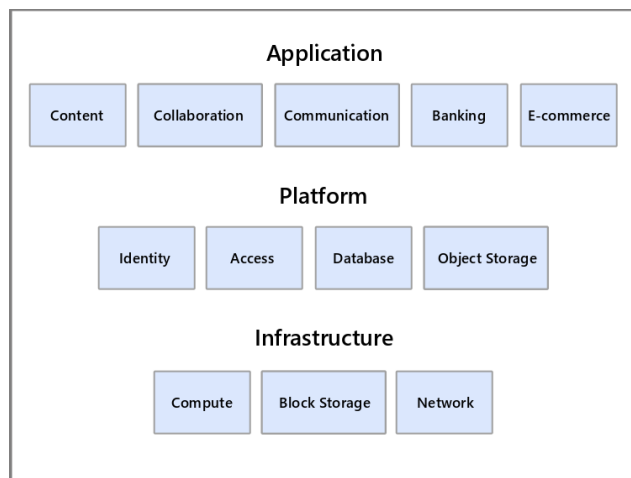 Application
Content
Collaboration
Communication
Banking
E-commerce
Platform
Identity
Access
Database
Object Storage
Infrastructure
Compute
Block Storage
Network